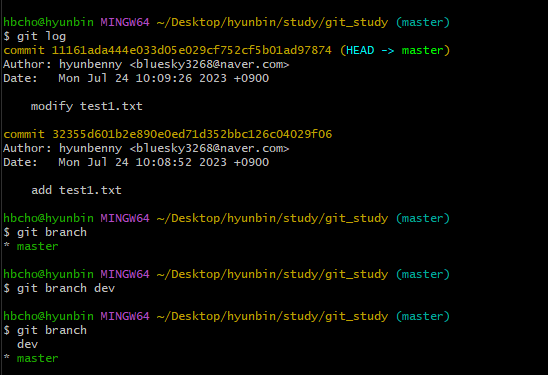 hbcho@hyunbin MINGW64 ~/Desktop/hyunbin/study/git_study (master)
$ git log
commit 11161ada444e033d05e029cf752cf5b01ad97874 (HEAD -> master)
Author: hyunbenny <bluesky3268@naver.com>
Date:   Mon Jul 24 10:09:26 2023 +0900
    modify test1.txt
commit 32355d601b2e890e0ed71d352bbc126c04029f06
Author: hyunbenny <bluesky3268@naver.com>
Date:   Mon Jul 24 10:08:52 2023 +0900
    add test1.txt
hbcho@hyunbin MINGW64 ~/Desktop/hyunbin/study/git_study (master)
$ git branch
* master
hbcho@hyunbin MINGW64 ~/Desktop/hyunbin/study/git_study (master)
$ git branch dev
hbcho@hyunbin MINGW64 ~/Desktop/hyunbin/study/git_study (master)
$ git branch
  dev
* master